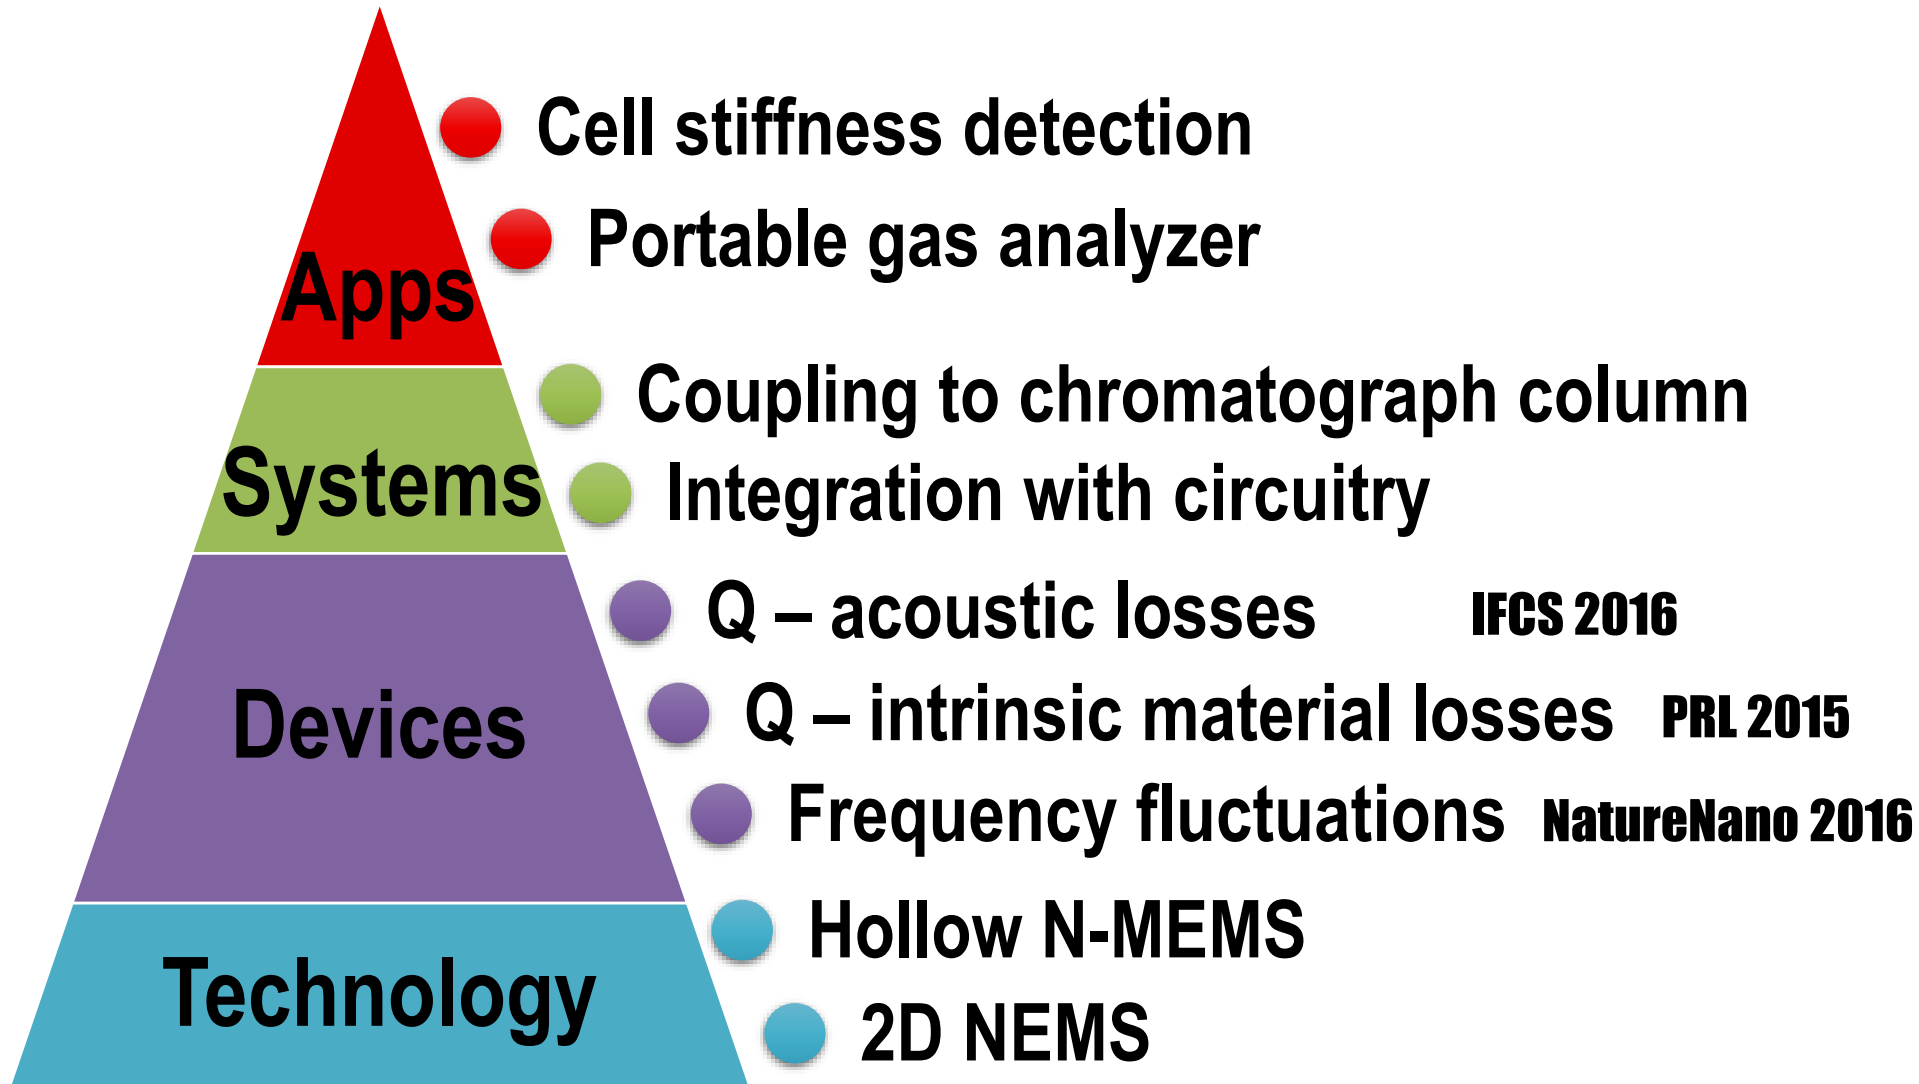 Cell stiffness detection
Portable gas analyzer
Apps
Coupling to chromatograph column
Systems
Integration with circuitry
Q – acoustic losses IFCS 2016
Q – intrinsic material losses PRL 2015
Devices
Frequency fluctuations NatureNano 2016
Hollow N-MEMS
Technology
2D NEMS